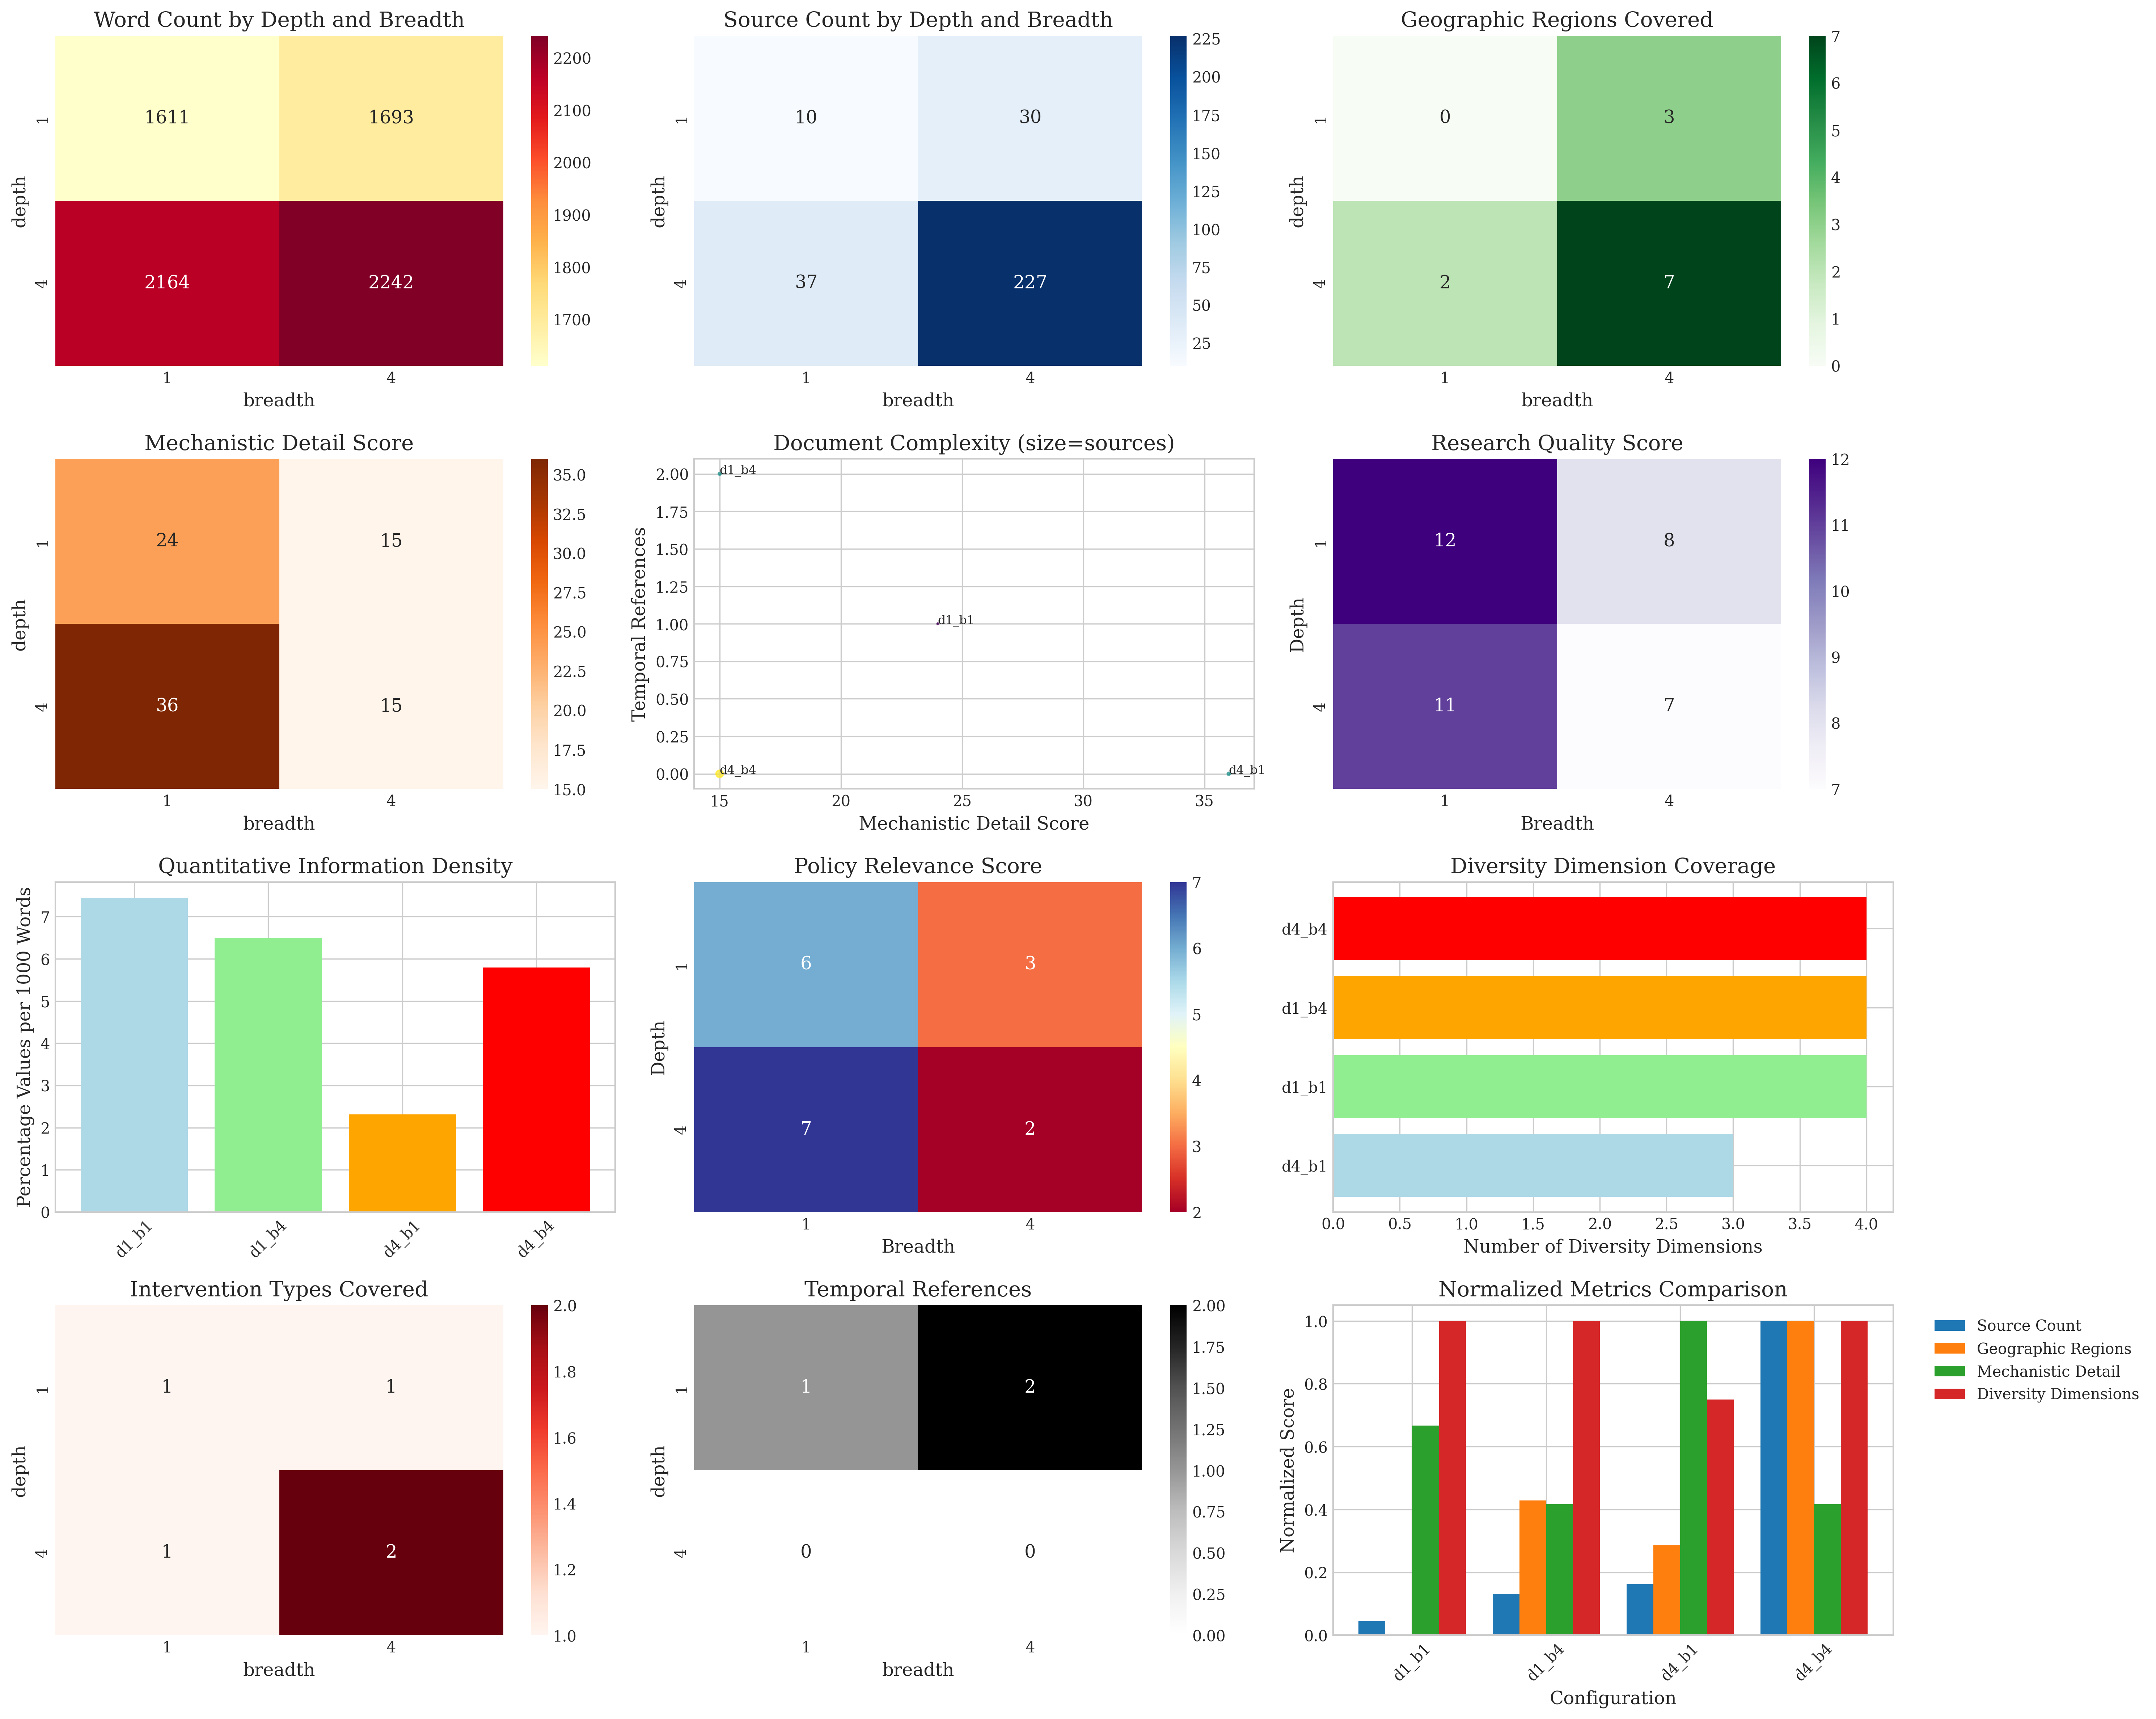 Word Count by Depth and Breadth
1611 1693
2164 2242
1
4
depth
1 4
breadth
2200
2100
2000
1900
1800
1700
Source Count by Depth and Breadth
10 30
37 227
1
4
depth
1 4
breadth
225
200
175
150
125
100
75
50
25
Geographic Regions Covered
0 3
2 7
1
4
depth
1 4
breadth
7
6
5
4
3
2
1
0
Mechanistic Detail Score
24 15
36 15
1
4
depth
1 4
breadth
35.0
32.5
30.0
27.5
25.0
22.5
20.0
17.5
15.0
Document Complexity (size=sources)
2.00
1.75
1.50
1.25
1.00
0.75
0.50
0.25
0.00
Temporal References
d1_b4
d1_b1
d4_b4
d4_b1
15 20 25 30 35
Mechanistic Detail Score
Research Quality Score
12 8
11 7
1
4
Depth
1 4
Breadth
12
11
10
9
8
7
Quantitative Information Density
7
6
5
4
3
2
1
0
Percentage Values per 1000 Words
d1_b1 d1_b4 d4_b1 d4_b4
Policy Relevance Score
6 3
7 2
1
4
Depth
1 4
Breadth
7
6
5
4
3
2
Diversity Dimension Coverage
d4_b4
d1_b4
d1_b1
d4_b1
0.0 0.5 1.0 1.5 2.0 2.5 3.0 3.5 4.0
Number of Diversity Dimensions
Intervention Types Covered
1 1
1 2
1
4
depth
1 4
breadth
2.0
1.8
1.6
1.4
1.2
1.0
Temporal References
1 2
0 0
1
4
depth
1 4
breadth
2.00
1.75
1.50
1.25
1.00
0.75
0.50
0.25
0.00
Normalized Metrics Comparison
1.0
0.8
0.6
0.4
0.2
0.0
Normalized Score
d1_b1 d1_b4 d4_b1 d4_b4
Configuration
Source Count
Geographic Regions
Mechanistic Detail
Diversity Dimensions